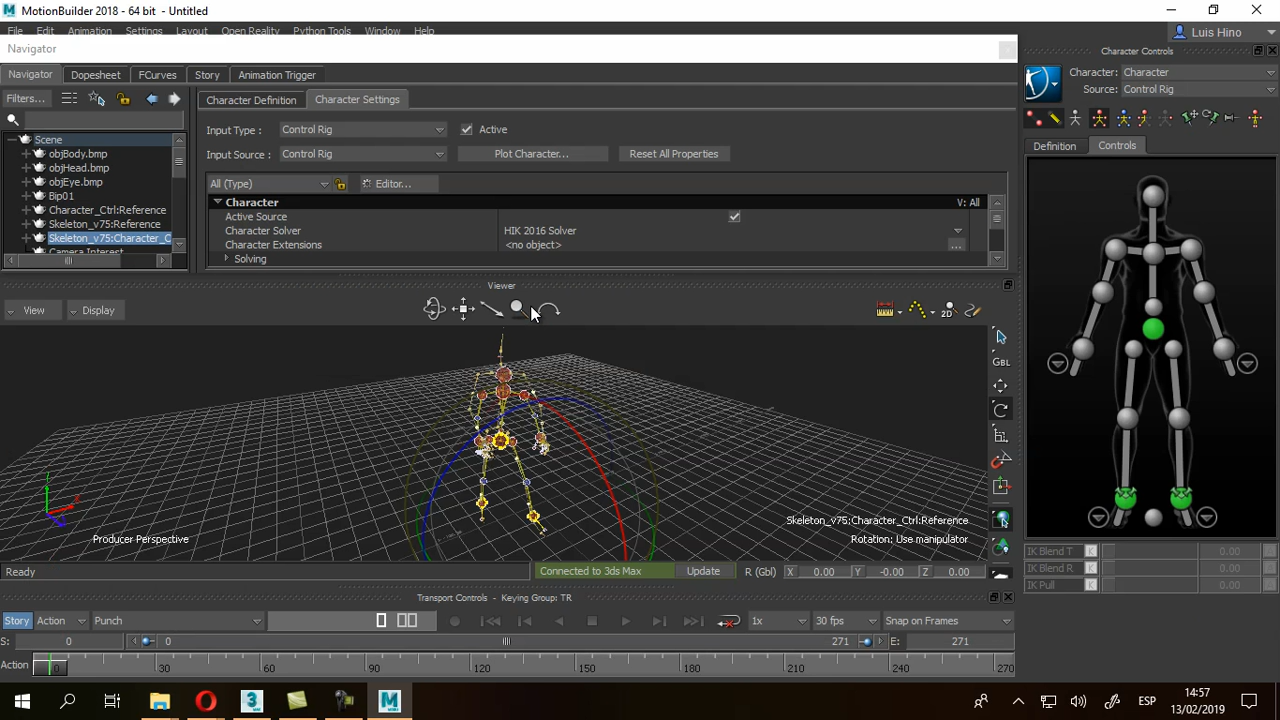 MotionBuilder 2018 - 64 bit - Untitled
File Edit Animation Settings Layout Open Reality Python Tools Window Help
Luis Hino
Navigator
Character Controls
Navigator Dopesheet FCurves Story Animation Trigger
Character: Character
Source: Control Rig
Filters...
Character Definition Character Settings
Input Type : Control Rig Active
Input Source : Control Rig Plot Character... Reset All Properties
Definition Controls
Scene
objBody.bmp
objHead.bmp
objEye.bmp
Bip01
Character_Ctrl:Reference
Skeleton_v75:Reference
Skeleton_v75:Character_C
Camera Interest
All (Type) Editor...
Character V: All
Active Source
Character Solver HIK 2016 Solver
Character Extensions <no object> ...
Solving
Viewer
View Display
2D
GBL
Skeleton_v75:Character_Ctrl:Reference
Producer Perspective
Rotation: Use manipulator
IK Blend T K 0.00
IK Blend R K 0.00
IK Pull K 0.00
Ready
Connected to 3ds Max Update R (Gbl) X 0.00 Y -0.00 Z 0.00
Transport Controls - Keying Group: TR
Story Action Punch 1x 30 fps Snap on Frames
S: 0 0 271 E: 271
Action 0 30 60 90 120 150 180 210 240 270
ESP
14:57
13/02/2019